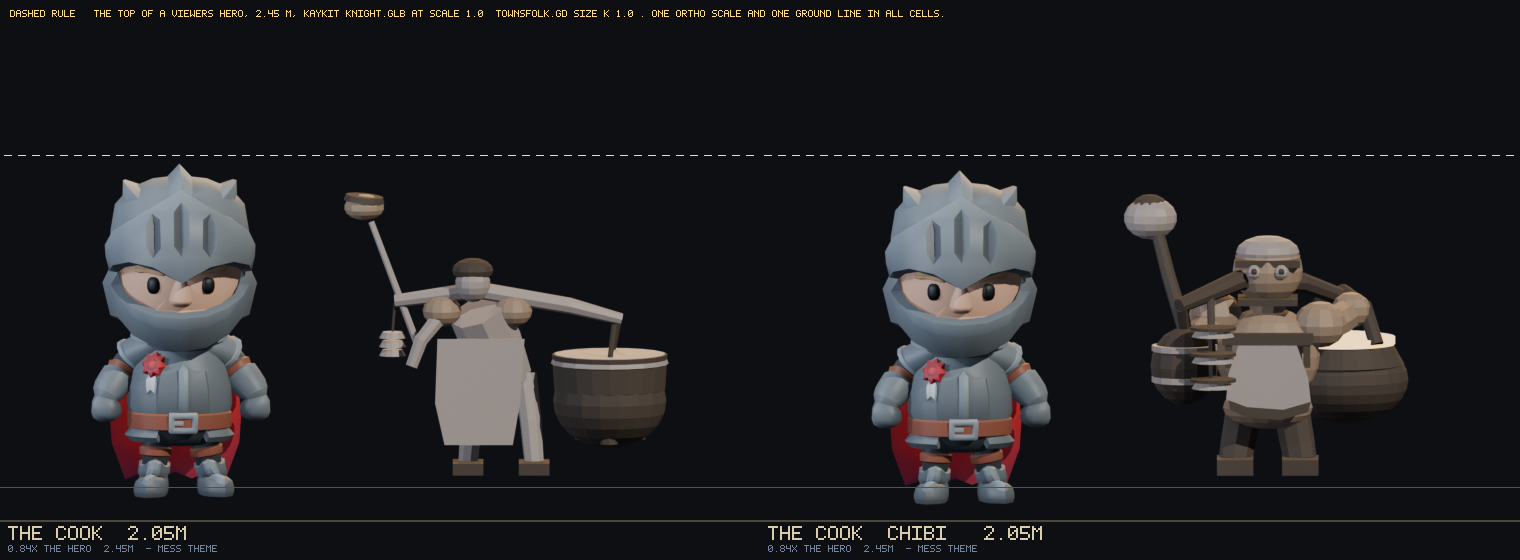 DASHED RULE   THE TOP OF A VIEWERS HERO, 2.45 M, KAYKIT KNIGHT.GLB AT SCALE 1.0  TOWNSFOLK.GD SIZE K 1.0 . ONE ORTHO SCALE AND ONE GROUND LINE IN ALL CELLS.
THE COOK  2.05M
0.84X THE HERO  2.45M  - MESS THEME
THE COOK  CHIBI   2.05M
0.84X THE HERO  2.45M  - MESS THEME